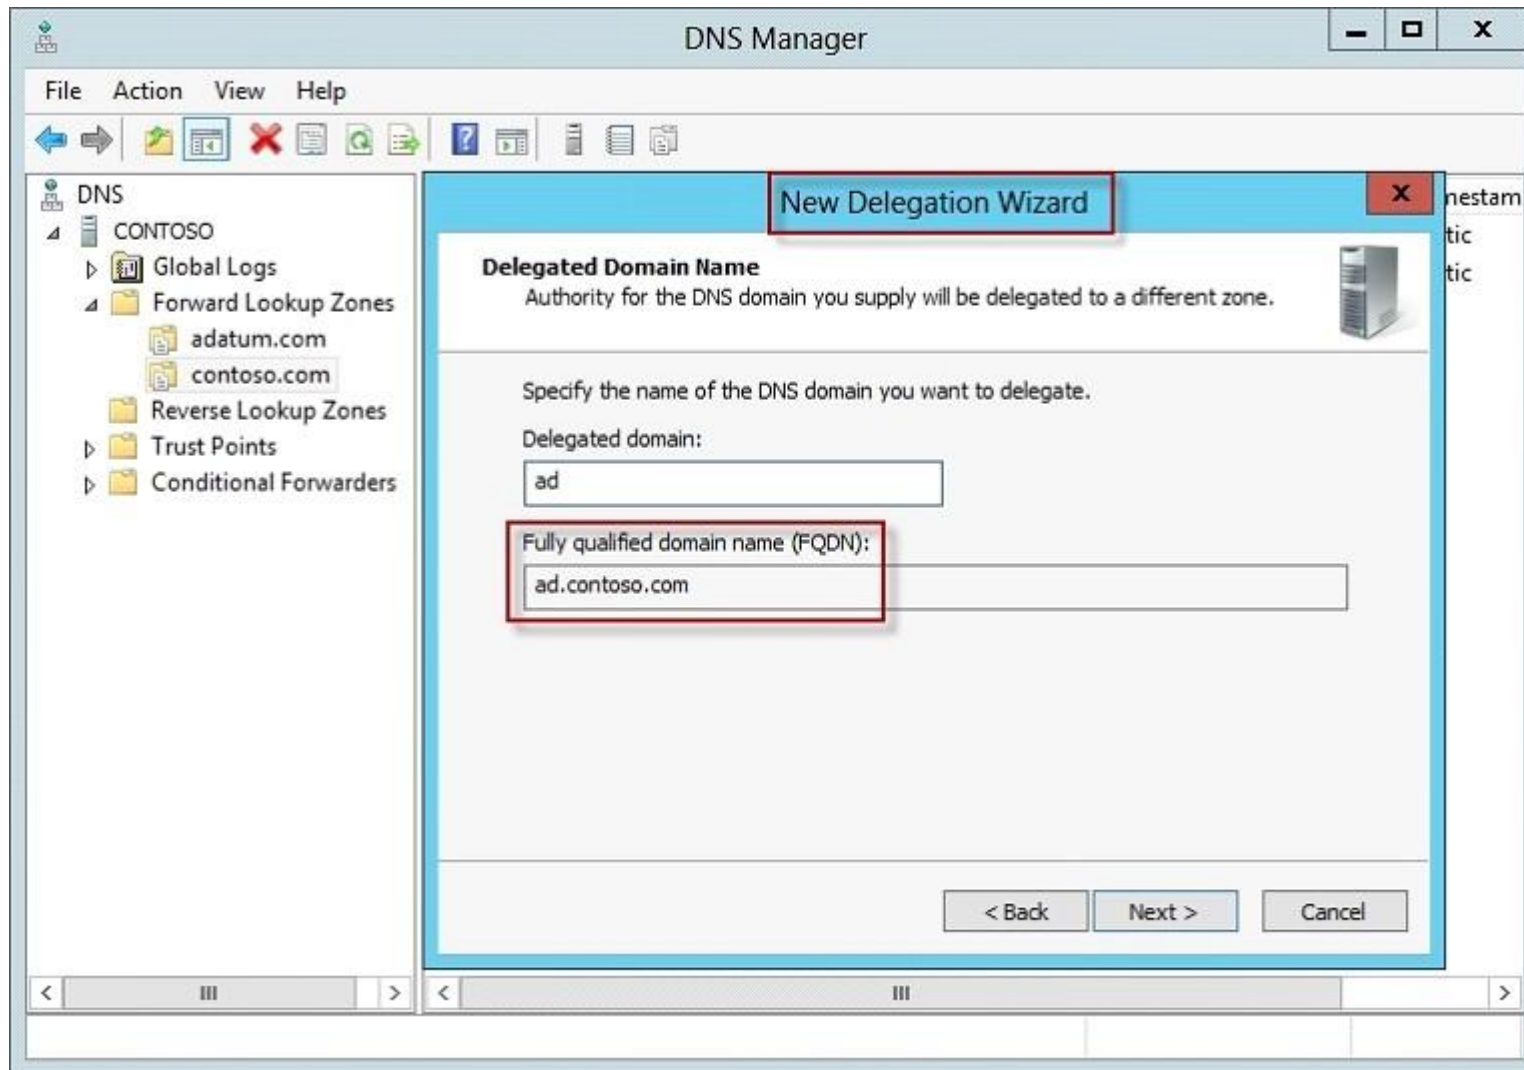 DNS Manager
File Action View Help
DNS
CONTOSO
Global Logs
Forward Lookup Zones
adatum.com
contoso.com
Reverse Lookup Zones
Trust Points
Conditional Forwarders
New Delegation Wizard
X
Delegated Domain Name
Authority for the DNS domain you supply will be delegated to a different zone.
Specify the name of the DNS domain you want to delegate.
Delegated domain:
ad
Fully qualified domain name (FQDN):
ad.contoso.com
< Back Next > Cancel
nestam
tic
tic